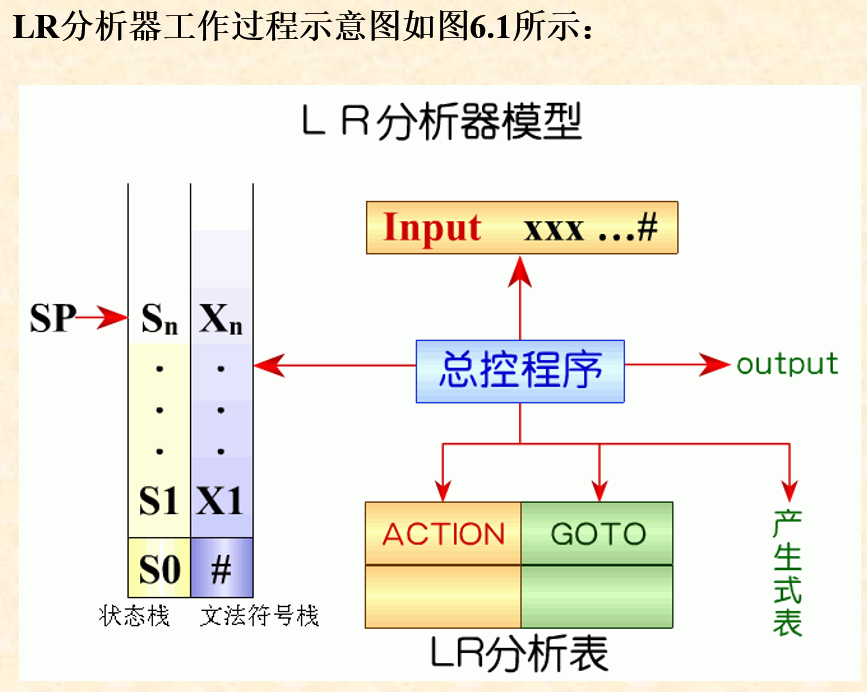 LR分析器工作过程示意图如图6.1所示：
ＬＲ分析器模型
Input xxx …#
SP
Sn Xn
. .
. .
. .
S1 X1
S0 #
状态栈 文法符号栈
总控程序
output
ACTION GOTO
LR分析表
产生式表